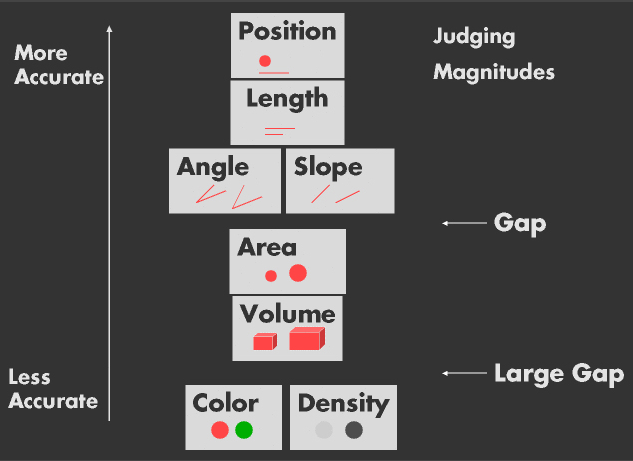 Judging
Magnitudes
More
Accurate
Position
Length
Angle
Slope
Gap
Area
Volume
Large Gap
Less
Accurate
Color
Density